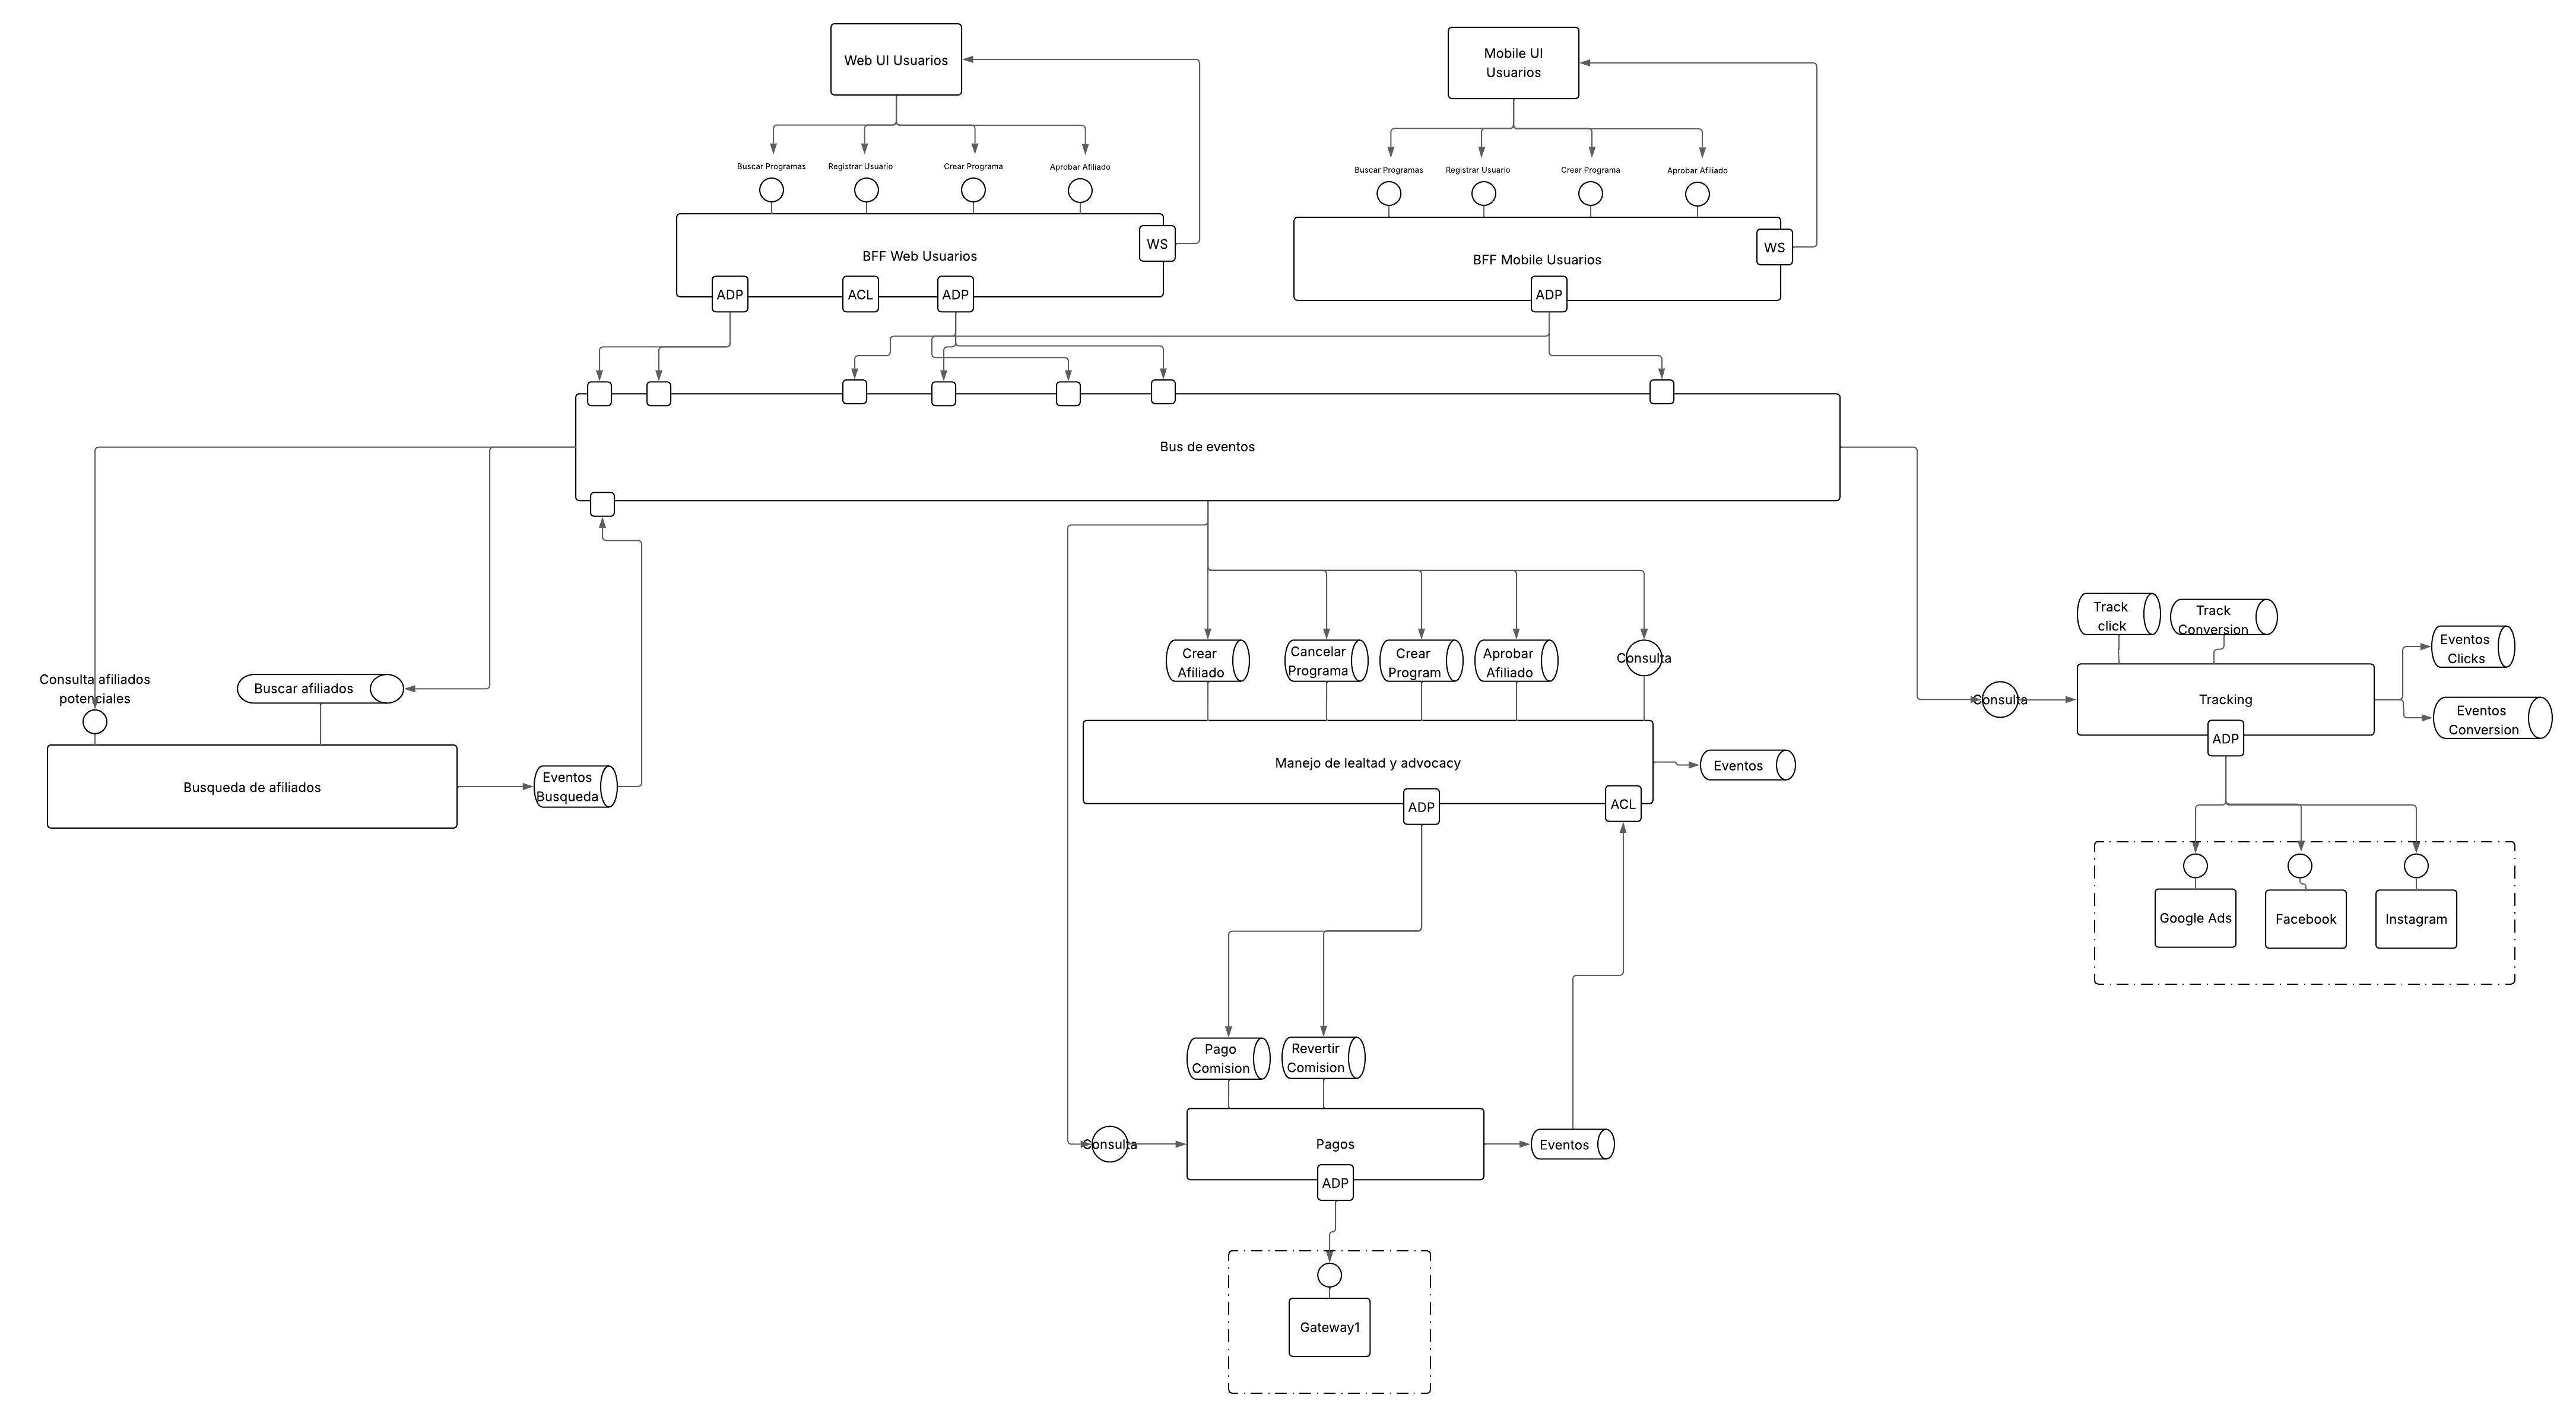 Web UI Usuarios
Mobile UI
Usuarios
Buscar Programas
Registrar Usuario
Crear Programa
Aprobar Afiliado
Buscar Programas
Registrar Usuario
Crear Programa
Aprobar Afiliado
BFF Web Usuarios
WS
ADP
ACL
ADP
BFF Mobile Usuarios
WS
ADP
Bus de eventos
Consulta afiliados
potenciales
Buscar afiliados
Busqueda de afiliados
Eventos
Busqueda
Crear
Afiliado
Cancelar
Programa
Crear
Program
Aprobar
Afiliado
Consulta
Manejo de lealtad y advocacy
ADP
ACL
Eventos
Track
click
Track
Conversion
Consulta
Tracking
ADP
Eventos
Clicks
Eventos
Conversion
Google Ads
Facebook
Instagram
Pago
Comision
Revertir
Comision
Consulta
Pagos
ADP
Eventos
Gateway1